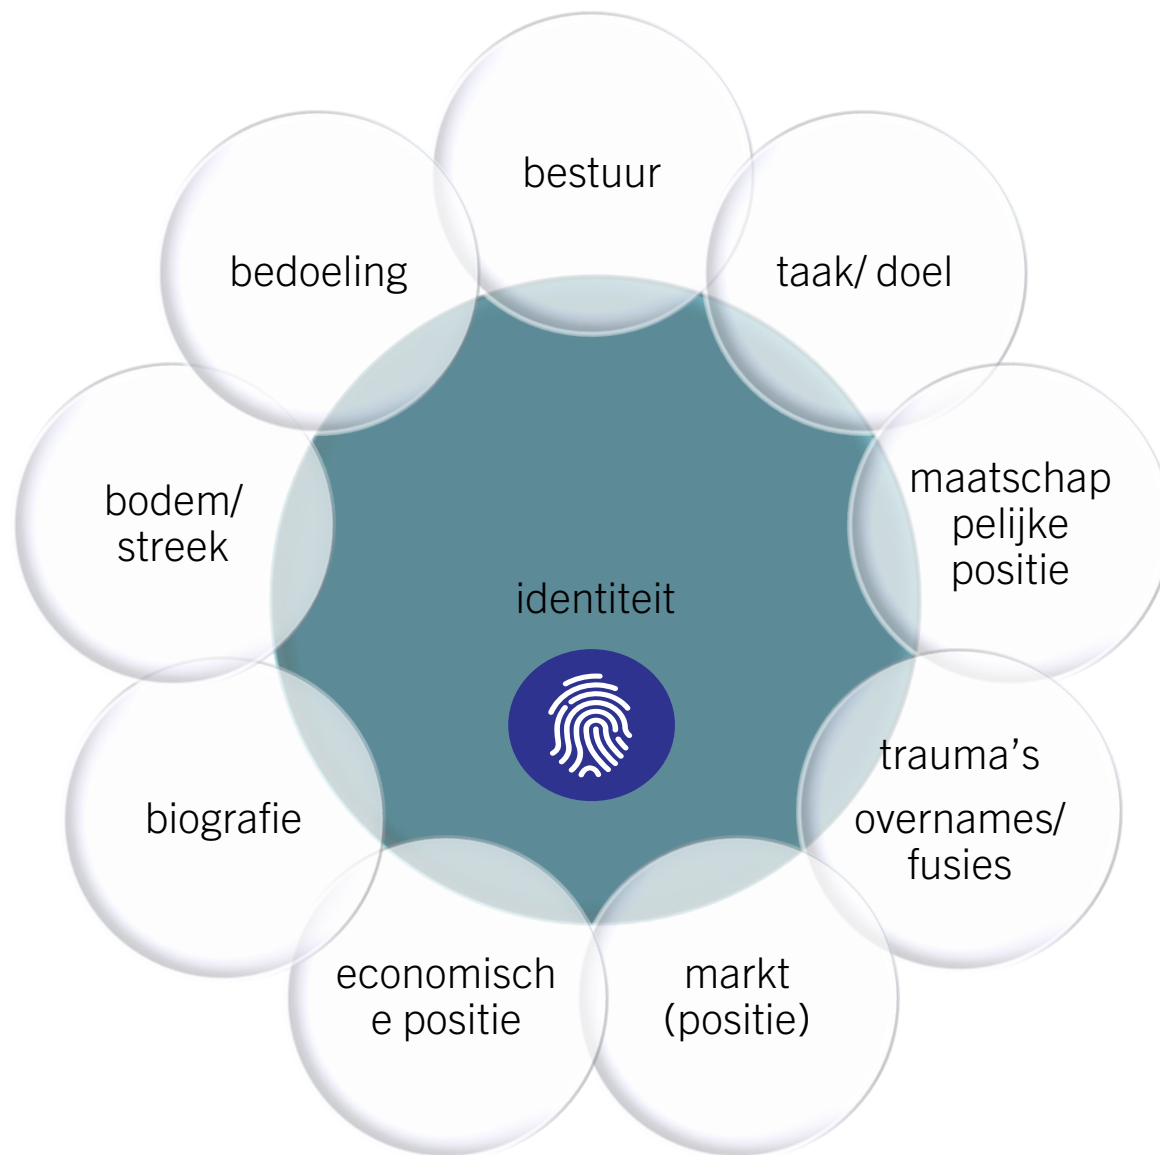 bestuur
taak/ doel
maatschap
pelijke
positie
trauma’s
overnames/
fusies
markt
(positie)
economisch
e positie
biografie
bodem/
streek
bedoeling
identiteit